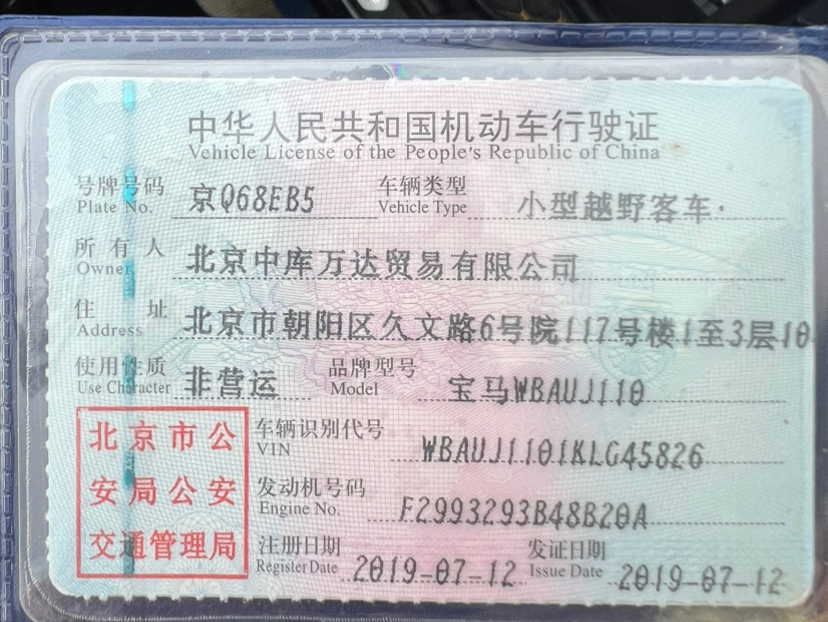 中华人民共和国机动车行驶证
Vehicle License of the People's Republic of China
号牌号码 京Q68EB5 车辆类型 小型越野客车
Plate No. Vehicle Type
所有人 北京中库万达贸易有限公司
Owner
住址 北京市朝阳区久文路6号院117号楼1至3层10
Address
使用性质 非营运 品牌型号 宝马WBAUJ110
Use Character Model
北京市公
安局公安
交通管理局
车辆识别代号 WBAUJ1101KLG45826
VIN
发动机号码 F2993293B48B20A
Engine No.
注册日期 2019-07-12 发证日期 2019-07-12
Register Date Issue Date